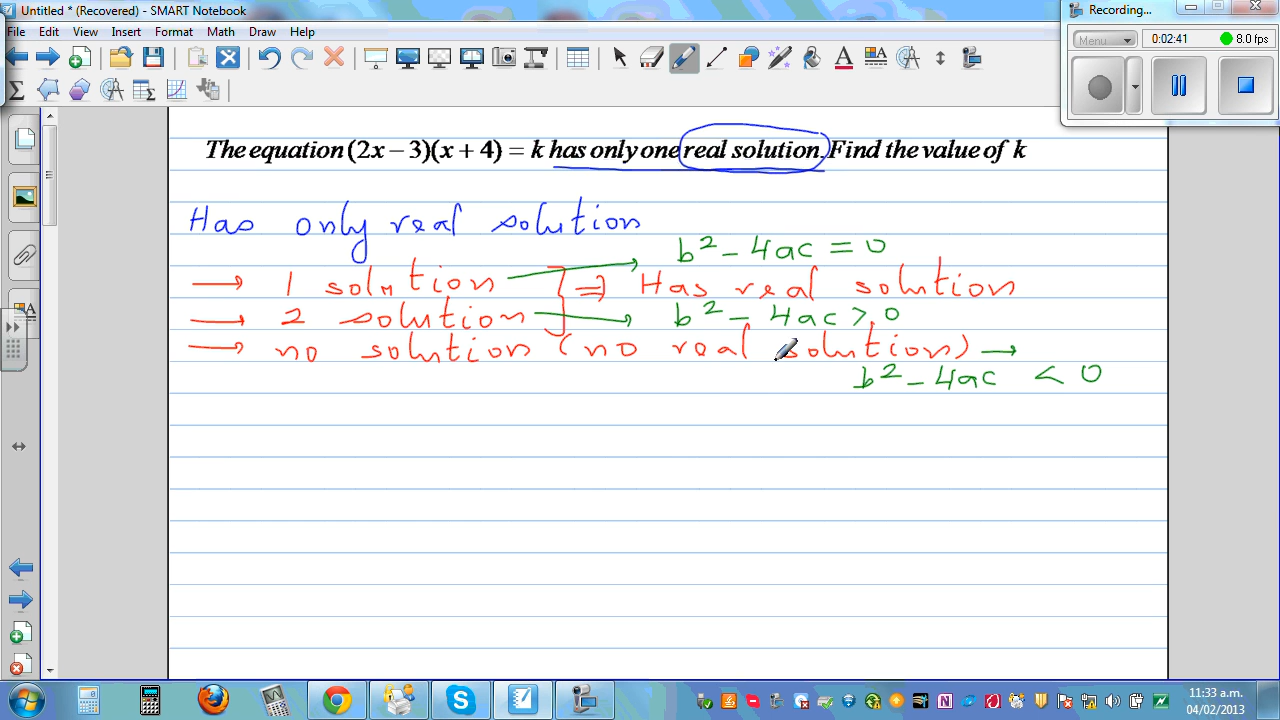 Untitled * (Recovered) - SMART Notebook
Recording...
File Edit View Insert Format Math Draw Help
Menu 0:02:41 8.0 fps
The equation (2x − 3)(x + 4) = k has only one real solution. Find the value of k
Has only real solution
b² − 4ac = 0
→ 1 solution } ⇒ Has real solution
→ 2 solution → b² − 4ac > 0
→ no solution (no real solution) →
b² − 4ac < 0
11:33 a.m.
04/02/2013